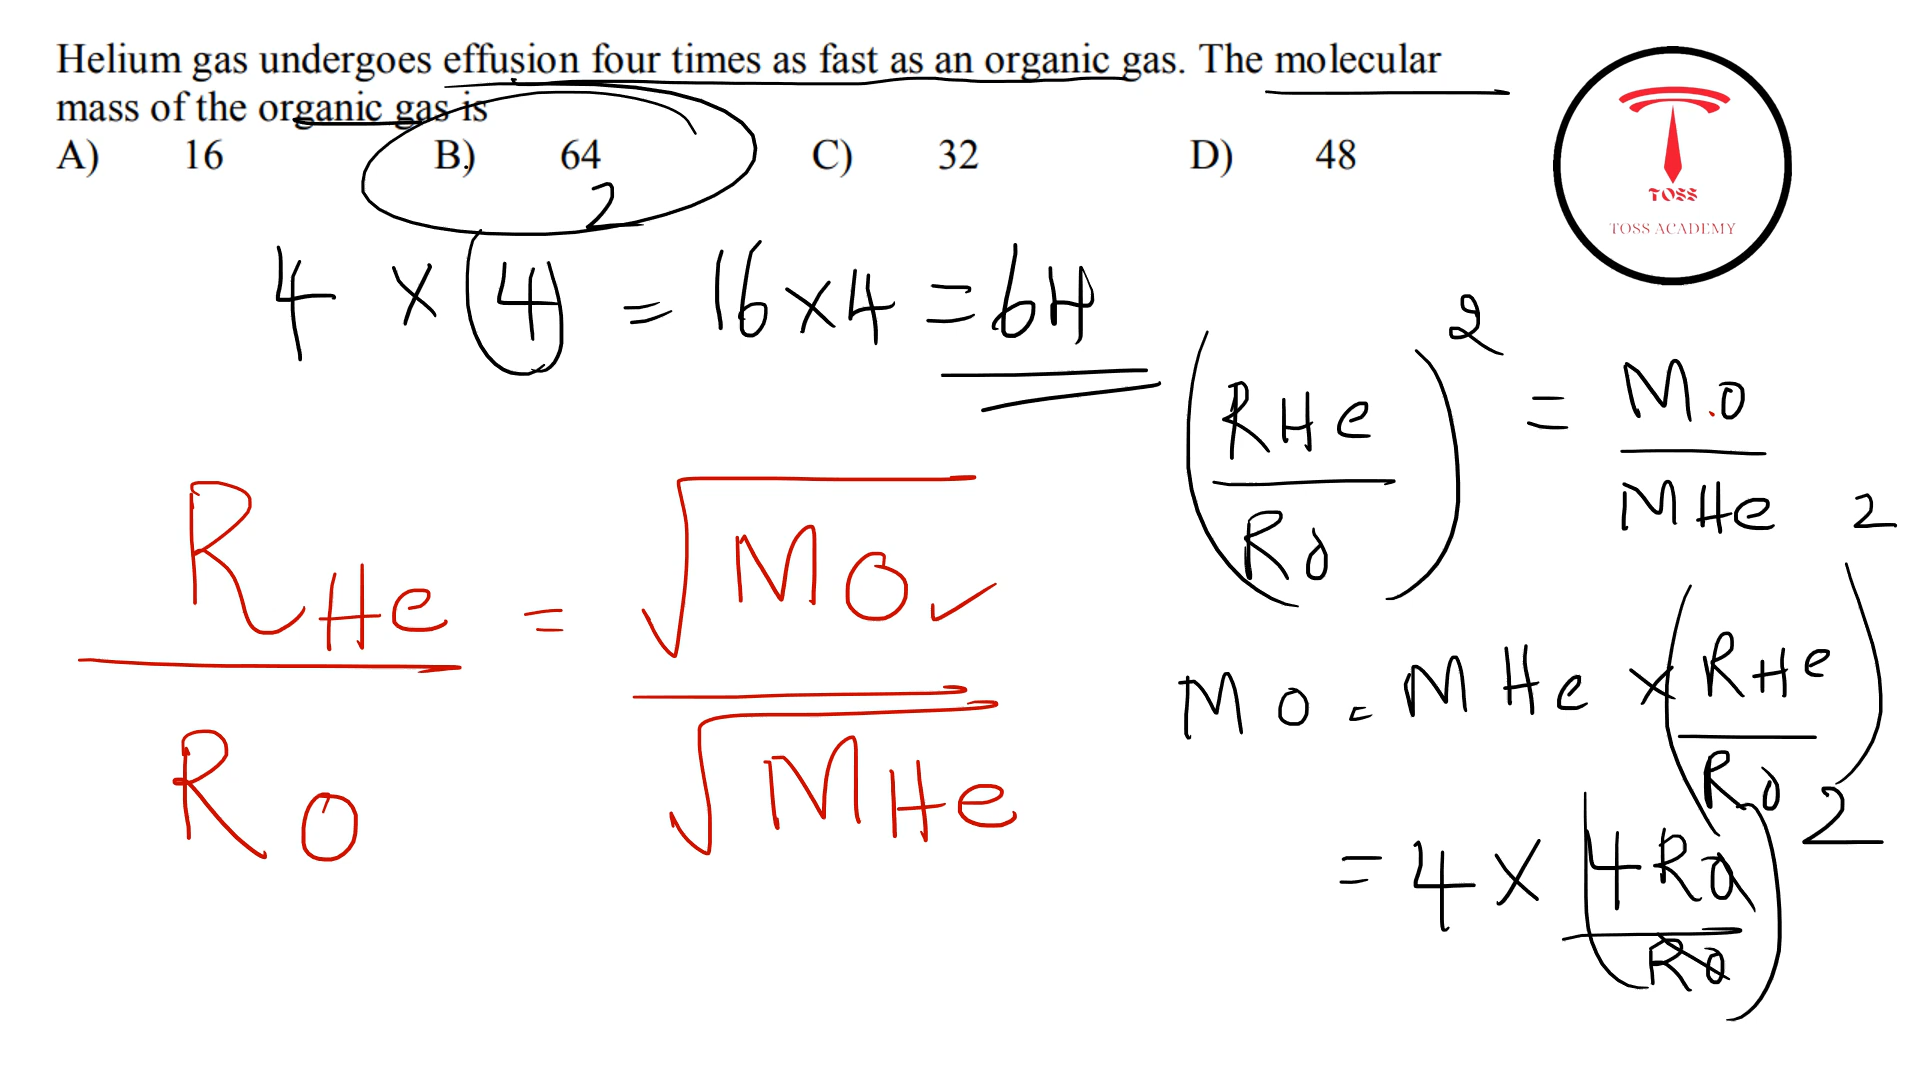 Helium gas undergoes effusion four times as fast as an organic gas. The molecular
mass of the organic gas is
A) 16 B) 64 C) 32 D) 48
TOSS
TOSS ACADEMY
4 × (4)² = 16 × 4 = 64
(RHe / Ro)² = Mo / MHe
2
RHe / Ro = √Mo / √MHe
Mo = MHe × (RHe / Ro)
= 4 × (4Ro / Ro)²